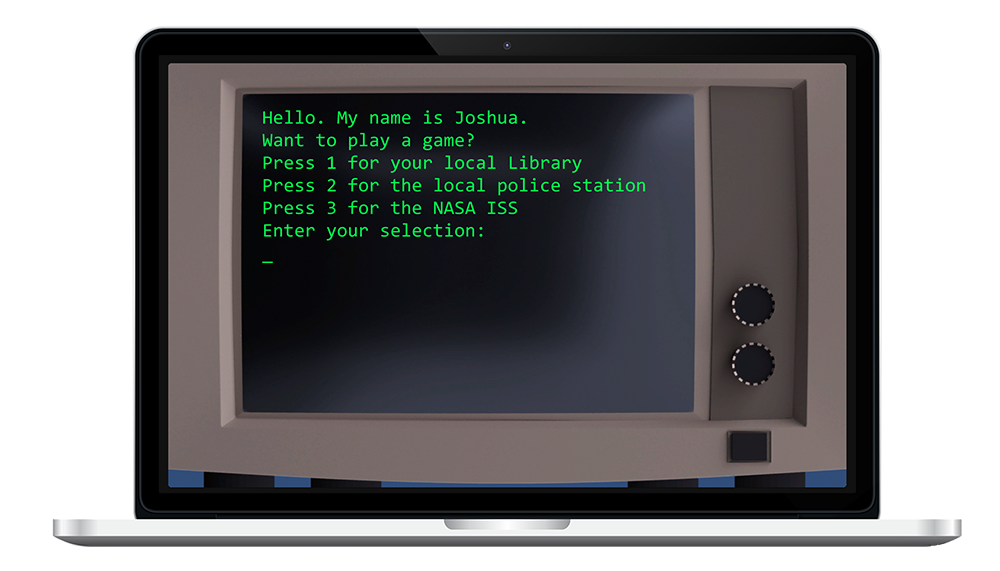 Hello. My name is Joshua.
Want to play a game?
Press 1 for your local Library
Press 2 for the local police station
Press 3 for the NASA ISS
Enter your selection:
_